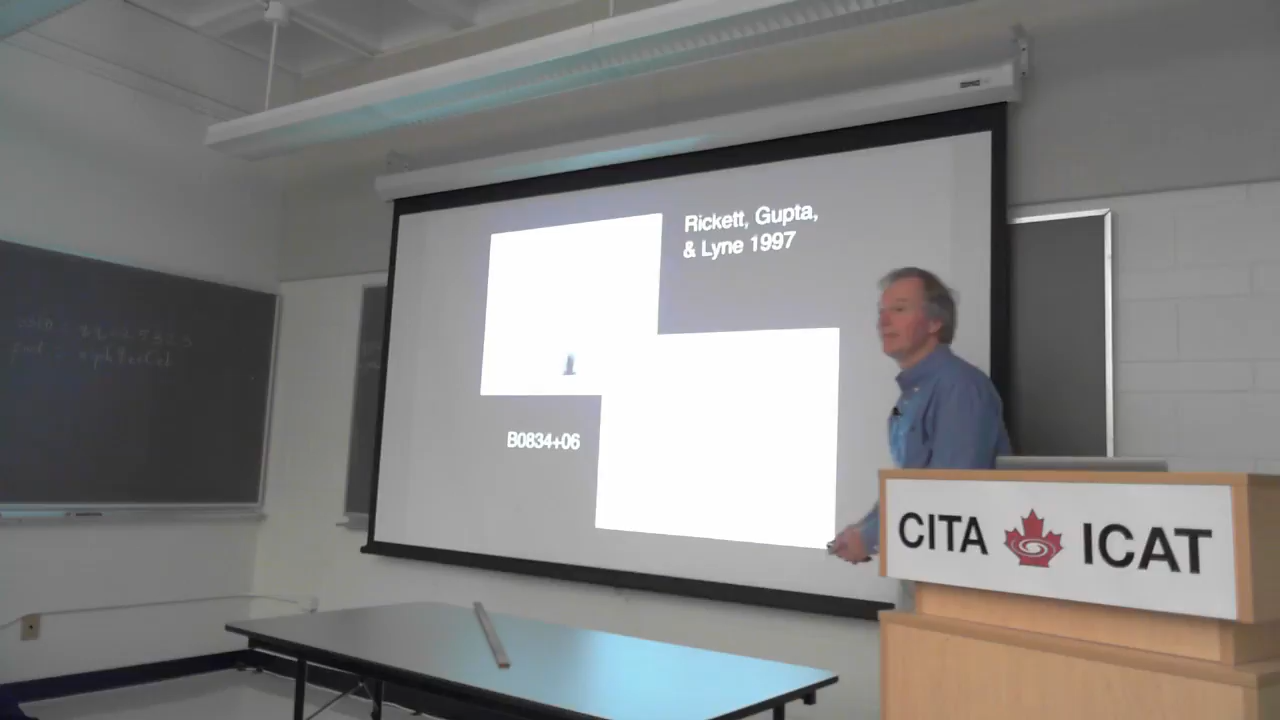 Rickett, Gupta,
& Lyne 1997
B0834+06
CITA ICAT